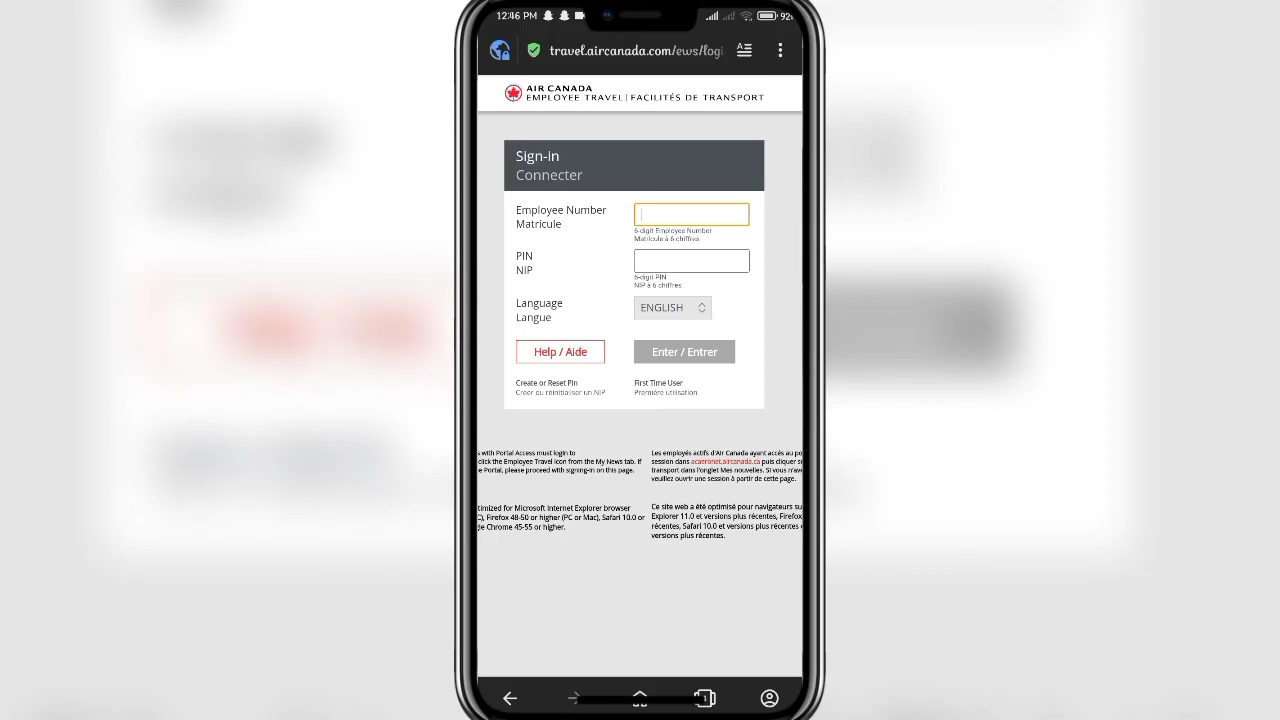 12:46 PM
92
travel.aircanada.com/ews/logi
AIR CANADA
EMPLOYEE TRAVEL | FACILITÉS DE TRANSPORT
Sign-in
Connecter
Employee Number
Matricule
6-digit Employee Number
Matricule à 6 chiffres
PIN
NIP
6-digit PIN
NIP à 6 chiffres
Language
Langue
ENGLISH
Help / Aide
Enter / Entrer
Create or Reset Pin
Créer ou réinitialiser un NIP
First Time User
Première utilisation
s with Portal Access must login to
click the Employee Travel Icon from the My News tab. If
e Portal, please proceed with signing-in on this page.
Les employés actifs d'Air Canada ayant accès au po
session dans acaeronet.aircanada.ca puis cliquer s
transport dans l'onglet Mes nouvelles. Si vous n'av
veuillez ouvrir une session à partir de cette page.
timized for Microsoft Internet Explorer browser
C), Firefox 48-50 or higher (PC or Mac), Safari 10.0 or
le Chrome 45-55 or higher.
Ce site web a été optimisé pour navigateurs su
Explorer 11.0 et versions plus récentes, Firefox
récentes, Safari 10.0 et versions plus récentes
versions plus récentes.
1